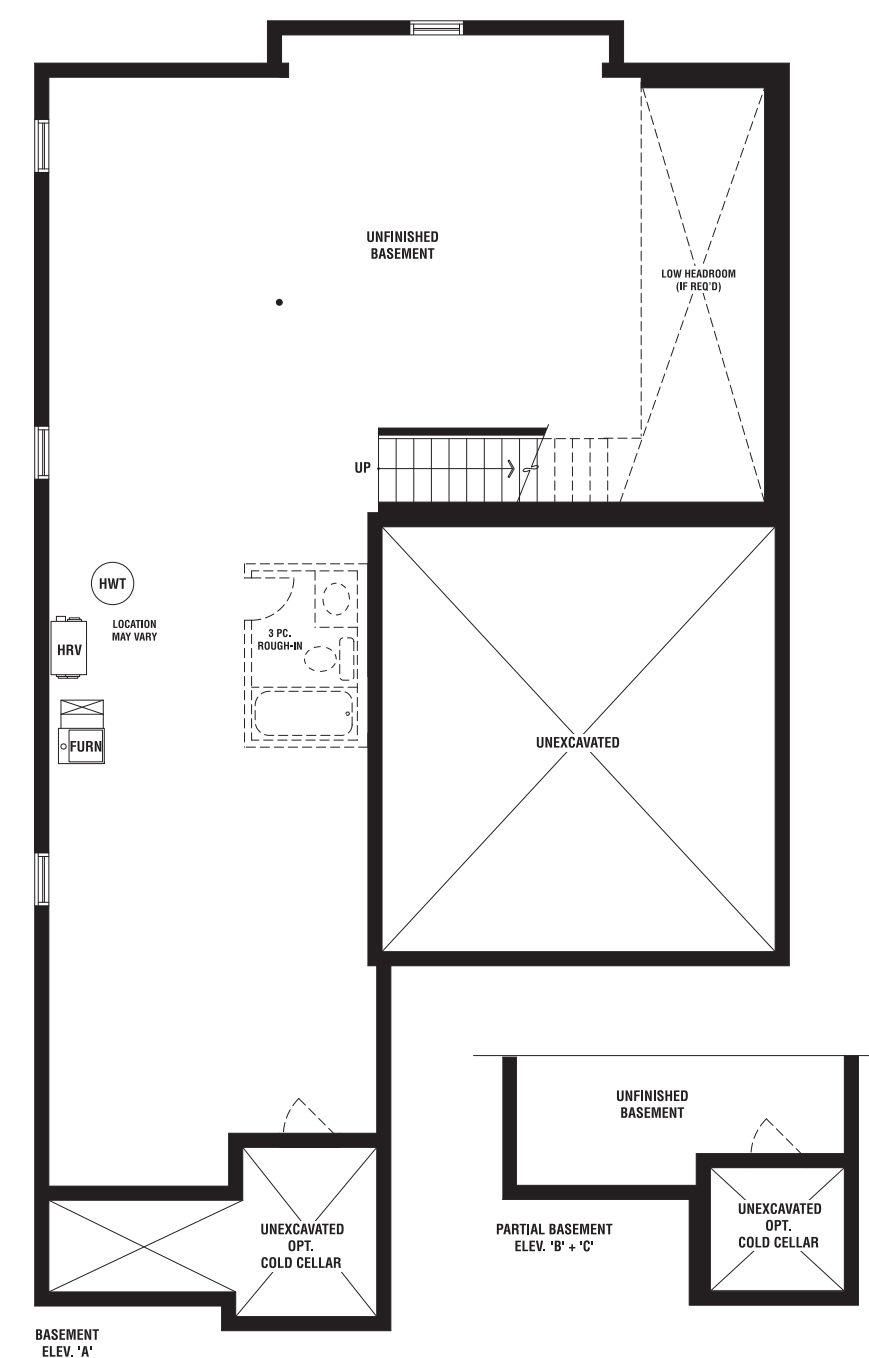 UNFINISHED
BASEMENT
LOW HEADROOM
(IF REQ'D)
UP
HWT
LOCATION
MAY VARY
HRV
3 PC.
ROUGH-IN
FURN
UNEXCAVATED
UNFINISHED
BASEMENT
UNEXCAVATED
OPT.
COLD CELLAR
UNEXCAVATED
OPT.
COLD CELLAR
PARTIAL BASEMENT
ELEV. 'B' + 'C'
BASEMENT
ELEV. 'A'